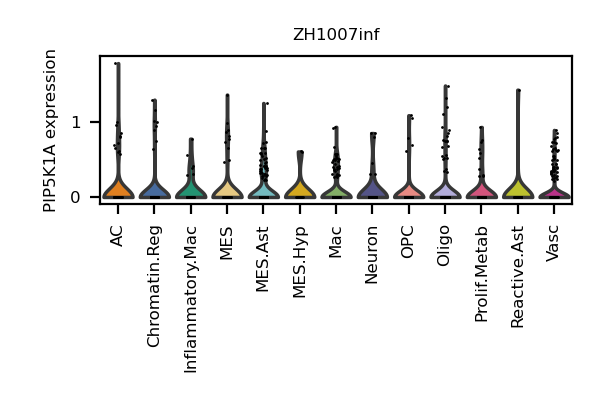 ZH1007inf
PIP5K1A expression
1
0
AC
Chromatin.Reg
Inflammatory.Mac
MES
MES.Ast
MES.Hyp
Mac
Neuron
OPC
Oligo
Prolif.Metab
Reactive.Ast
Vasc